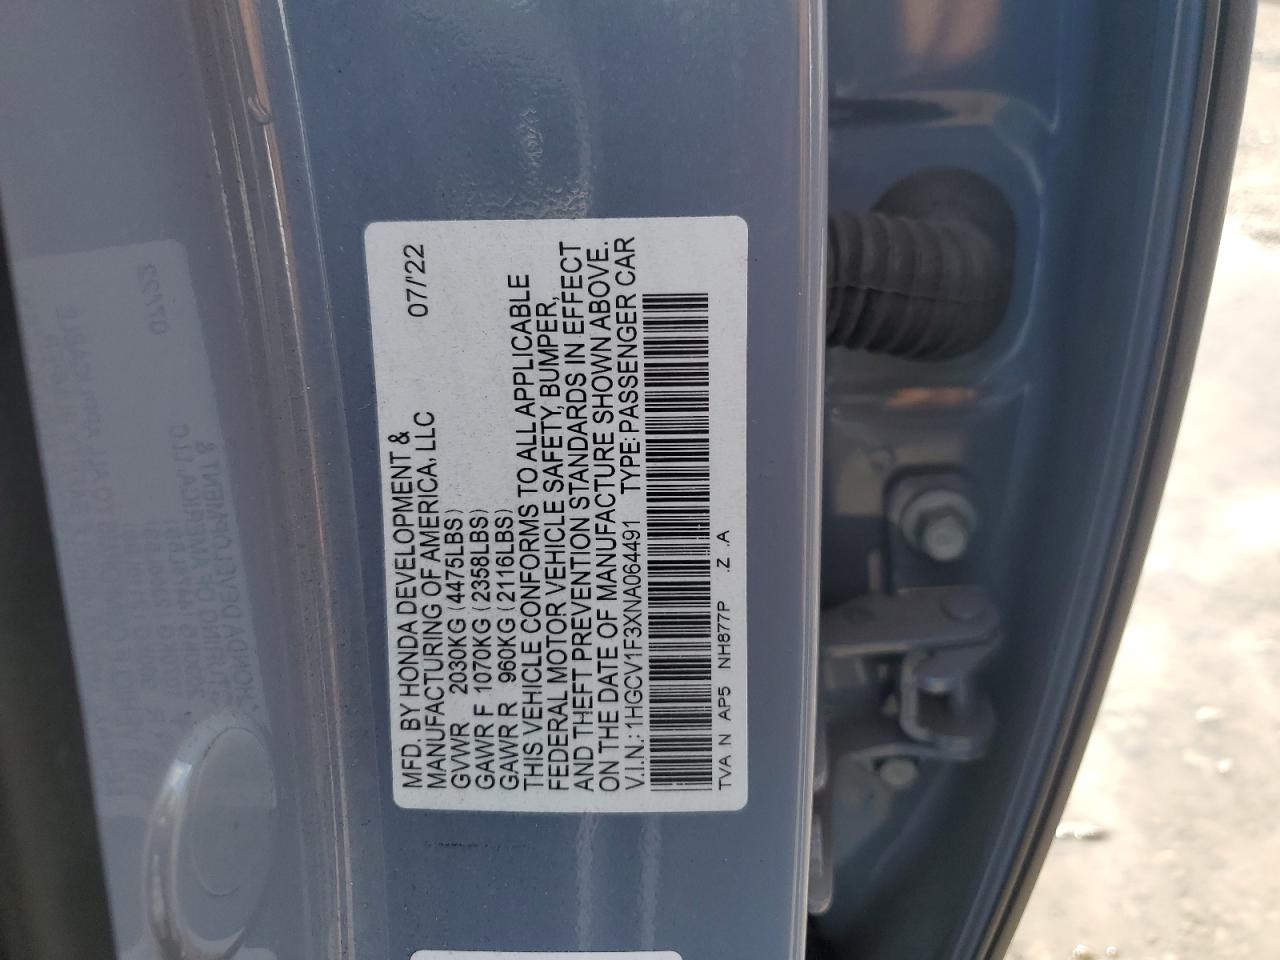 MFD. BY HONDA DEVELOPMENT & 07/'22
MANUFACTURING OF AMERICA, LLC
GVWR 2030KG (4475LBS)
GAWR F 1070KG (2358LBS)
GAWR R 960KG (2116LBS)
THIS VEHICLE CONFORMS TO ALL APPLICABLE
FEDERAL MOTOR VEHICLE SAFETY, BUMPER,
AND THEFT PREVENTION STANDARDS IN EFFECT
ON THE DATE OF MANUFACTURE SHOWN ABOVE.
V.I.N.: 1HGCV1F3XNA064491 TYPE: PASSENGER CAR
TVA N AP5 NH877P .Z .A